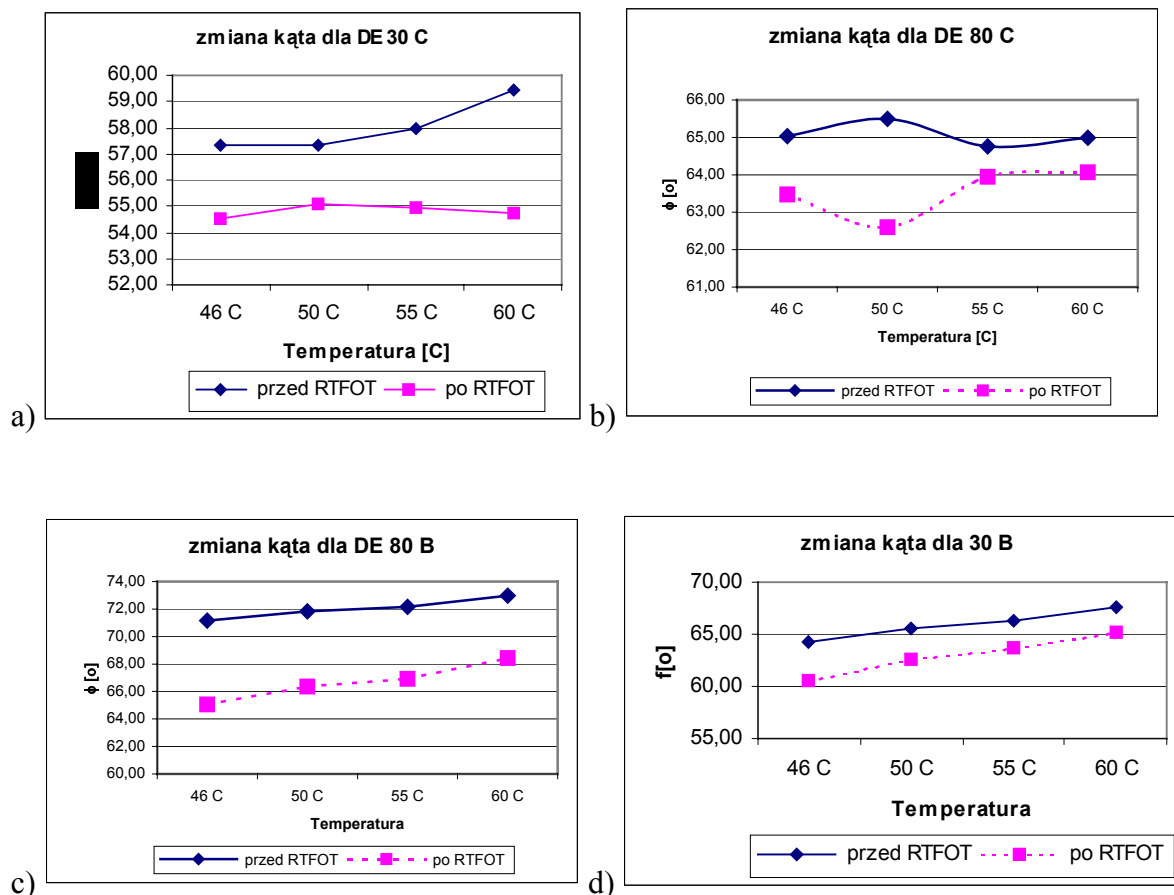 zmiana kąta dla DE 30 C
60,00
59,00
58,00
57,00
56,00
55,00
54,00
53,00
52,00
46 C 50 C 55 C 60 C
Temperatura [C]
przed RTFOT po RTFOT
a)
zmiana kąta dla DE 80 C
66,00
65,00
64,00
63,00
62,00
61,00
ϕ [o]
46 C 50 C 55 C 60 C
Temperatura [C]
przed RTFOT po RTFOT
b)
zmiana kąta dla DE 80 B
74,00
72,00
70,00
68,00
66,00
64,00
62,00
60,00
ϕ [o]
46 C 50 C 55 C 60 C
Temperatura
przed RTFOT po RTFOT
c)
zmiana kąta dla 30 B
70,00
65,00
60,00
55,00
f[o]
46 C 50 C 55 C 60 C
Temperatura
przed RTFOT po RTFOT
d)